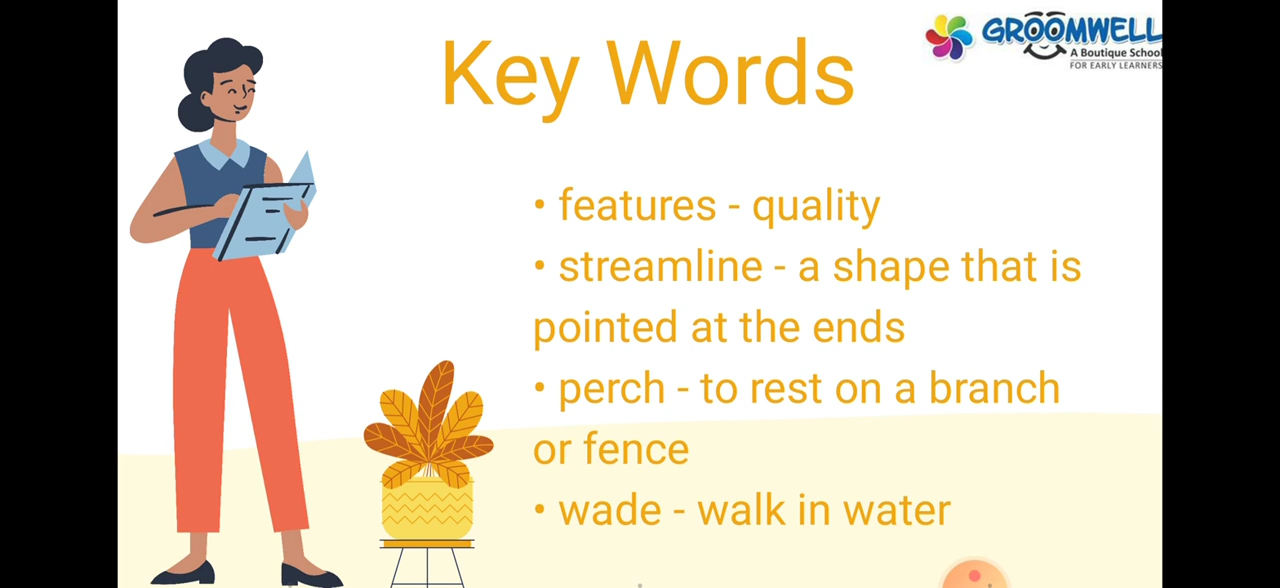 GROOMWELL
A Boutique School
FOR EARLY LEARNERS
Key Words
• features - quality
• streamline - a shape that is
pointed at the ends
• perch - to rest on a branch
or fence
• wade - walk in water